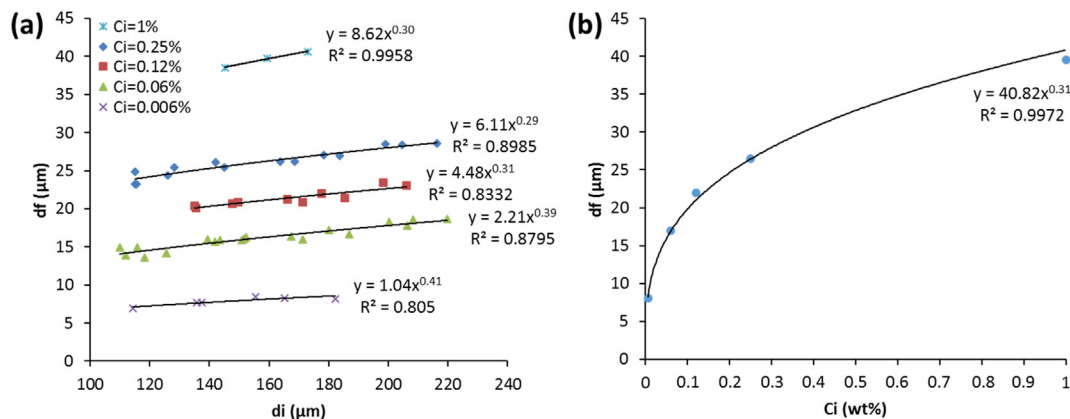 (a)
Ci=1%
Ci=0.25%
Ci=0.12%
Ci=0.06%
Ci=0.006%
y = 8.62x^0.30
R² = 0.9958
y = 6.11x^0.29
R² = 0.8985
y = 4.48x^0.31
R² = 0.8332
y = 2.21x^0.39
R² = 0.8795
y = 1.04x^0.41
R² = 0.805
df (µm)
45
40
35
30
25
20
15
10
5
0
100 120 140 160 180 200 220 240
di (µm)
(b)
y = 40.82x^0.31
R² = 0.9972
df (µm)
45
40
35
30
25
20
15
10
5
0
0 0.1 0.2 0.3 0.4 0.5 0.6 0.7 0.8 0.9 1
Ci (wt%)